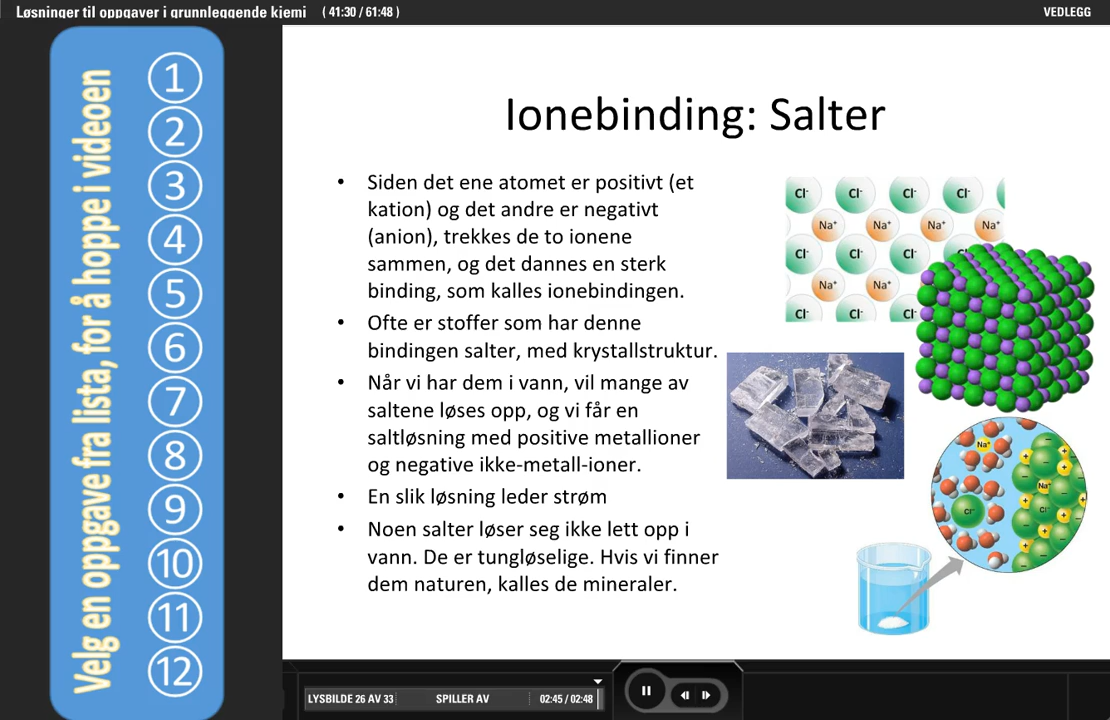 Løsninger til oppgaver i grunnleggende kjemi ( 41:30 / 61:48 )
VEDLEGG
Velg en oppgave fra lista, for å hoppe i videoen
1
2
3
4
5
6
7
8
9
10
11
12
Ionebinding: Salter
• Siden det ene atomet er positivt (et
kation) og det andre er negativt
(anion), trekkes de to ionene
sammen, og det dannes en sterk
binding, som kalles ionebindingen.
• Ofte er stoffer som har denne
bindingen salter, med krystallstruktur.
• Når vi har dem i vann, vil mange av
saltene løses opp, og vi får en
saltløsning med positive metallioner
og negative ikke-metall-ioner.
• En slik løsning leder strøm
• Noen salter løser seg ikke lett opp i
vann. De er tungløselige. Hvis vi finner
dem naturen, kalles de mineraler.
Cl- Cl- Cl- Cl-
Na+ Na+ Na+ Na+
Cl- Cl- Cl- Cl-
Na+ Na+
Cl- Cl- Cl-
Na+
Na+
Cl-
Cl-
LYSBILDE 26 AV 33
SPILLER AV
02:45 / 02:48